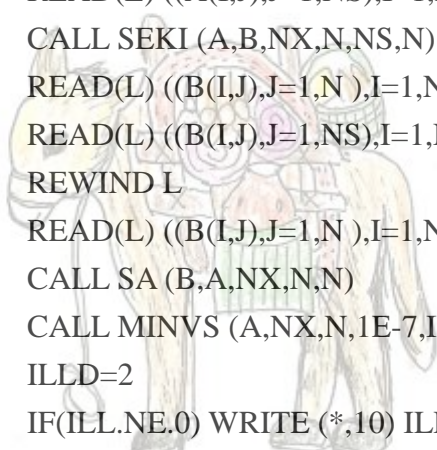 CALL SEKI (A,B,NX,N,NS,N)
READ(L) ((B(I,J),J=1,N ),I=1,N
READ(L) ((B(I,J),J=1,NS),I=1,
REWIND L
READ(L) ((B(I,J),J=1,N ),I=1,N
CALL SA (B,A,NX,N,N)
CALL MINVS (A,NX,N,1E-7,I
ILLD=2
IF(ILL.NE.0) WRITE (*,10) ILL